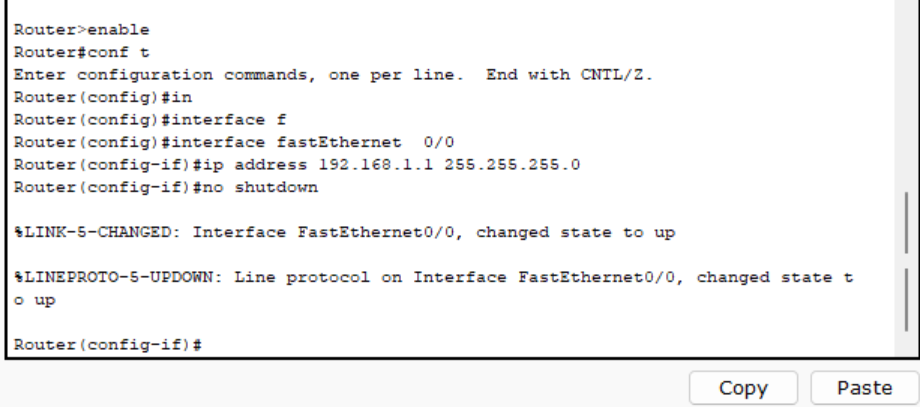 Router>enable
Router#conf t
Enter configuration commands, one per line.  End with CNTL/Z.
Router(config)#in
Router(config)#interface f
Router(config)#interface fastEthernet  0/0
Router(config-if)#ip address 192.168.1.1 255.255.255.0
Router(config-if)#no shutdown
%LINK-5-CHANGED: Interface FastEthernet0/0, changed state to up
%LINEPROTO-5-UPDOWN: Line protocol on Interface FastEthernet0/0, changed state t
o up
Router(config-if)#
Copy Paste